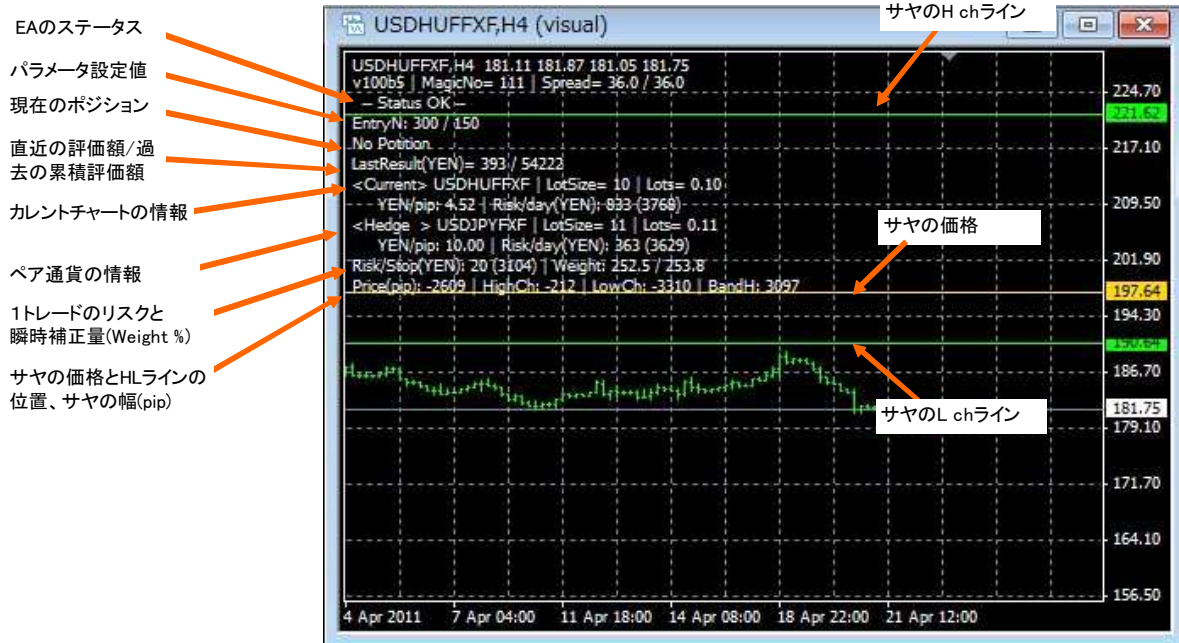 EAのステータス
パラメータ設定値
現在のポジション
直近の評価額/過
去の累積評価額
カレントチャートの情報
ペア通貨の情報
1トレードのリスクと
瞬時補正量(Weight %)
サヤの価格とHLラインの
位置、サヤの幅(pip)
USDHUFFXF,H4 (visual)
サヤのH chライン
USDHUFFXF,H4 181.11 181.87 181.05 181.75
v100b5 | MagicNo= 111 | Spread= 36.0 / 36.0
-- Status OK --
EntryN: 300 / 150
No Potition
LastResult(YEN)= 393 / 54222
<Current> USDHUFFXF | LotSize= 10 | Lots= 0.10
YEN/pip: 4.52 | Risk/day(YEN): 833 (3768)
<Hedge > USDJPYFXF | LotSize= 11 | Lots= 0.11
YEN/pip: 10.00 | Risk/day(YEN): 363 (3629)
Risk/Stop(YEN): 20 (3104) | Weight: 252.5 / 253.8
Price(pip): -2609 | HighCh: -212 | LowCh: -3310 | BandH: 3097
サヤの価格
サヤのL chライン
224.70
221.62
217.10
209.50
201.90
197.64
194.30
190.64
186.70
181.75
179.10
171.70
164.10
156.50
4 Apr 2011
7 Apr 04:00
11 Apr 18:00
14 Apr 08:00
18 Apr 22:00
21 Apr 12:00